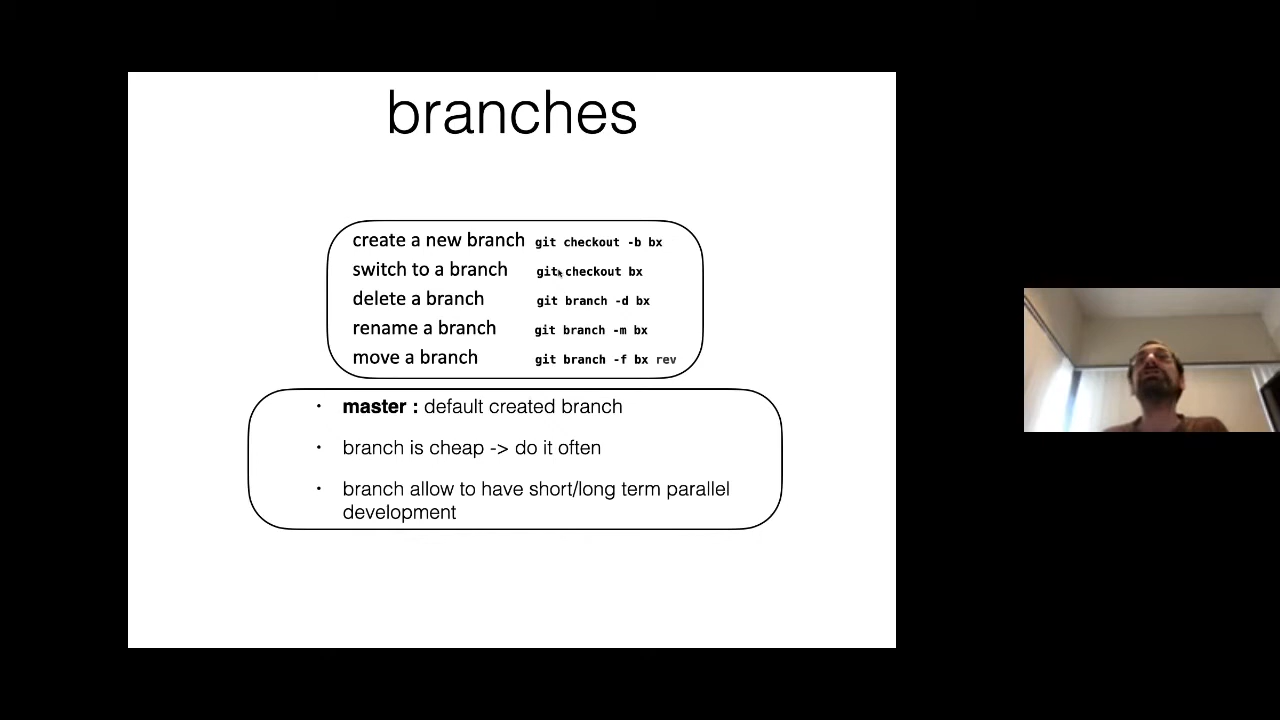 branches
create a new branch git checkout -b bx
switch to a branch git checkout bx
delete a branch git branch -d bx
rename a branch git branch -m bx
move a branch git branch -f bx rev
· master : default created branch
· branch is cheap -> do it often
· branch allow to have short/long term parallel
development